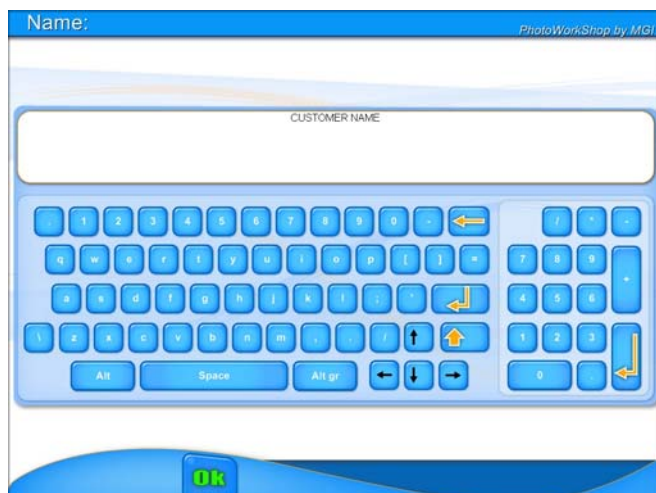 Name:
PhotoWorkShop by MGI
CUSTOMER NAME
. 1 2 3 4 5 6 7 8 9 0 - / * -
q w e r t y u i o p [ ] = 7 8 9 +
a s d f g h j k l ; ' 4 5 6
\ z x c v b n m , . / 1 2 3
Alt Space Alt gr 0 .
Ok